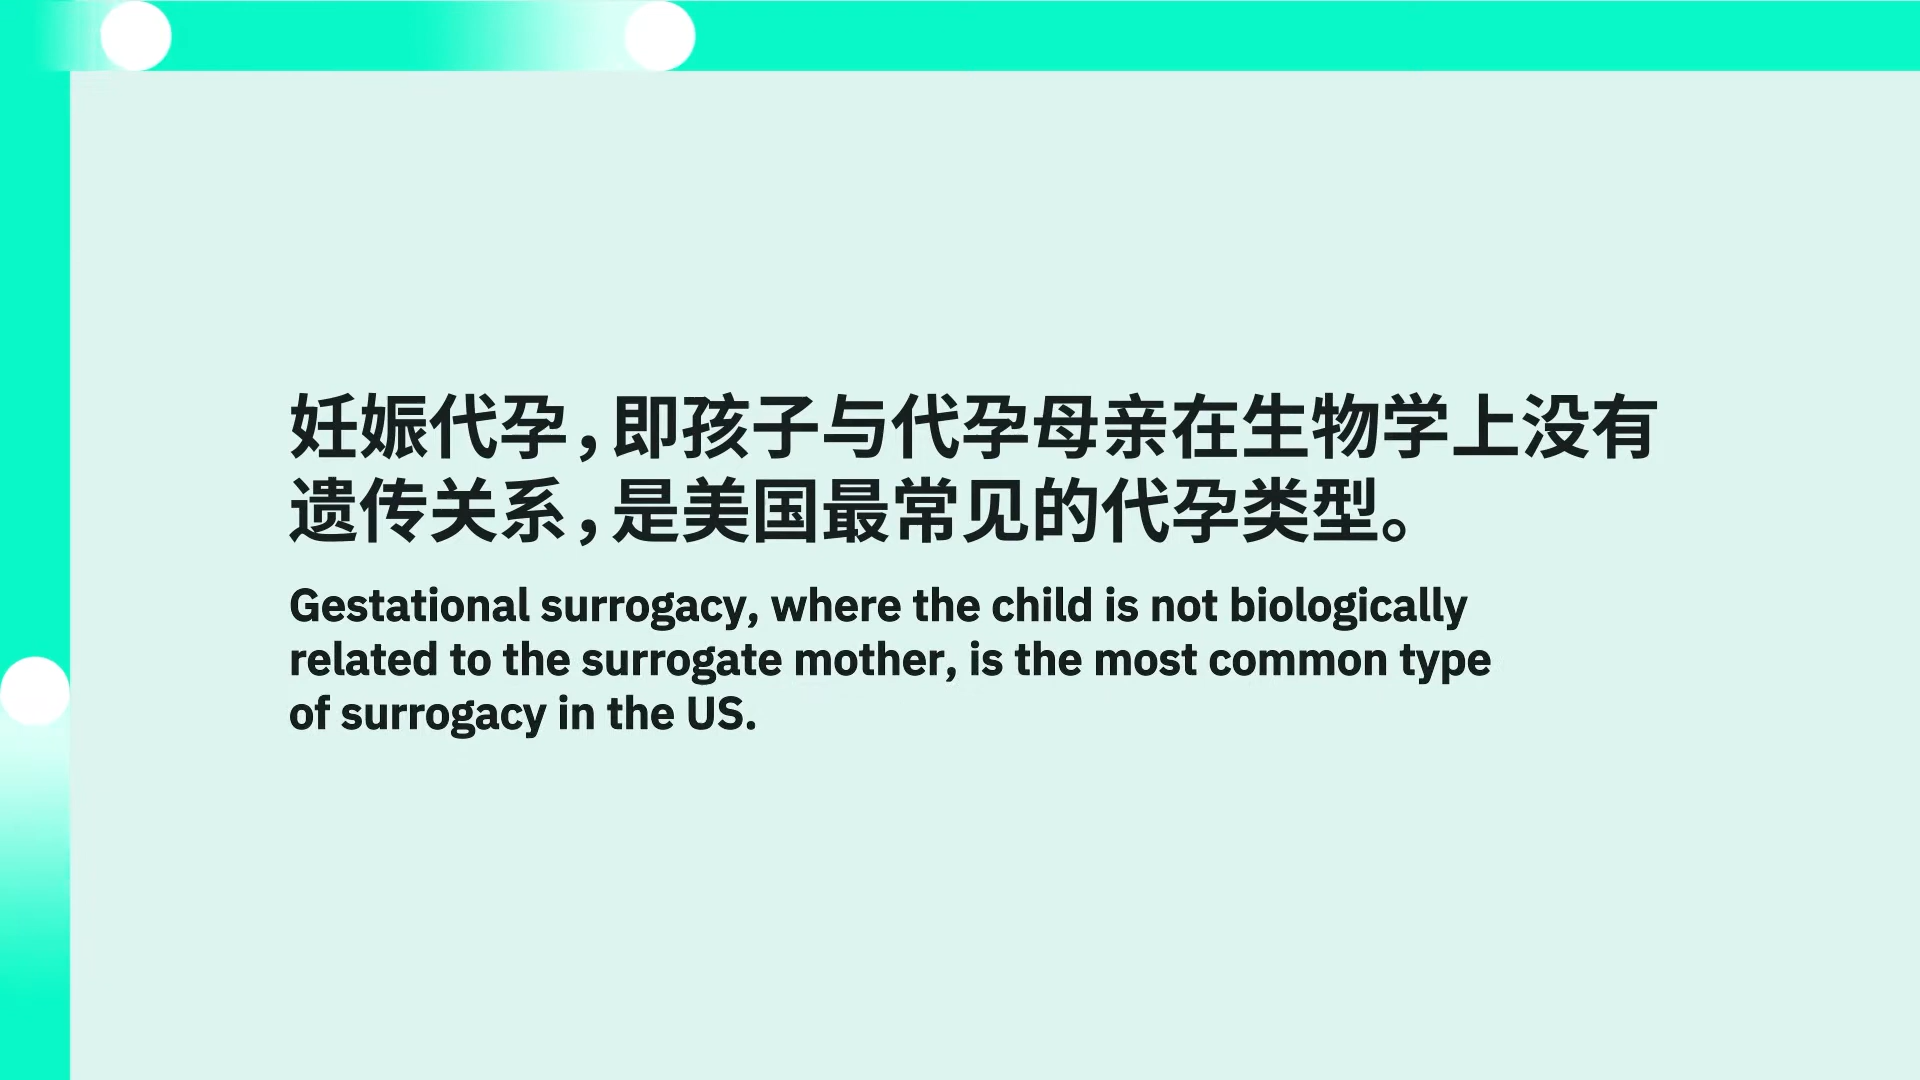 妊娠代孕，即孩子与代孕母亲在生物学上没有
遗传关系，是美国最常见的代孕类型。
Gestational surrogacy, where the child is not biologically
related to the surrogate mother, is the most common type
of surrogacy in the US.